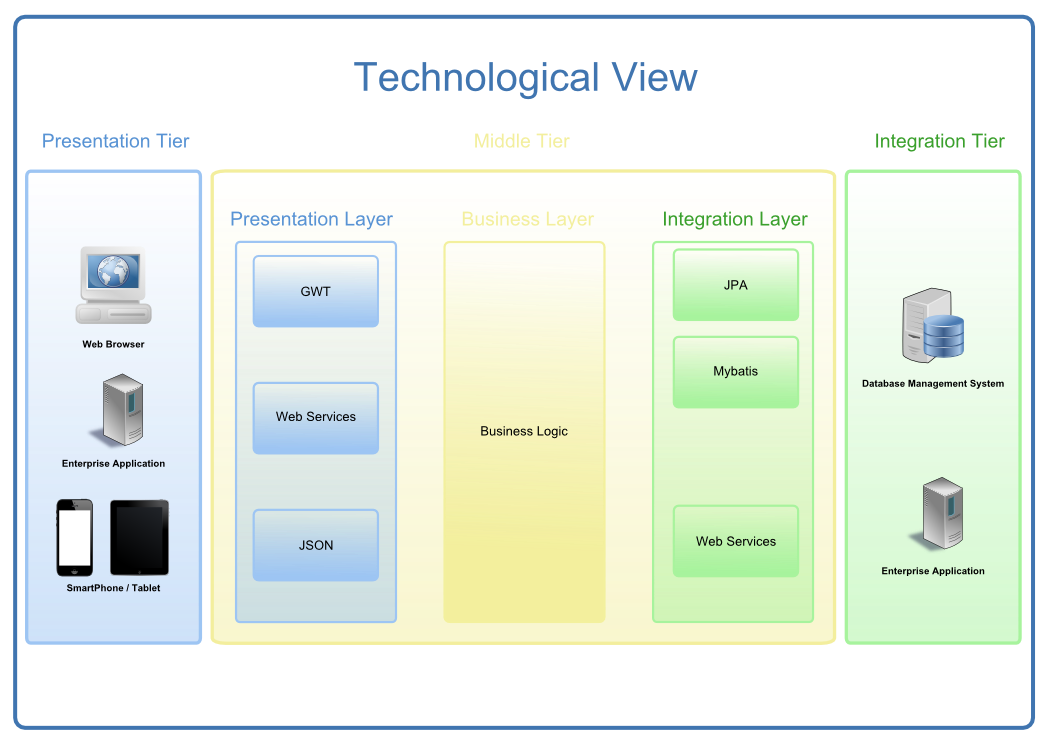 Technological View
Presentation Tier
Middle Tier
Integration Tier
Presentation Layer
Business Layer
Integration Layer
Web Browser
Enterprise Application
SmartPhone / Tablet
GWT
Web Services
JSON
Business Logic
JPA
Mybatis
Web Services
Database Management System
Enterprise Application